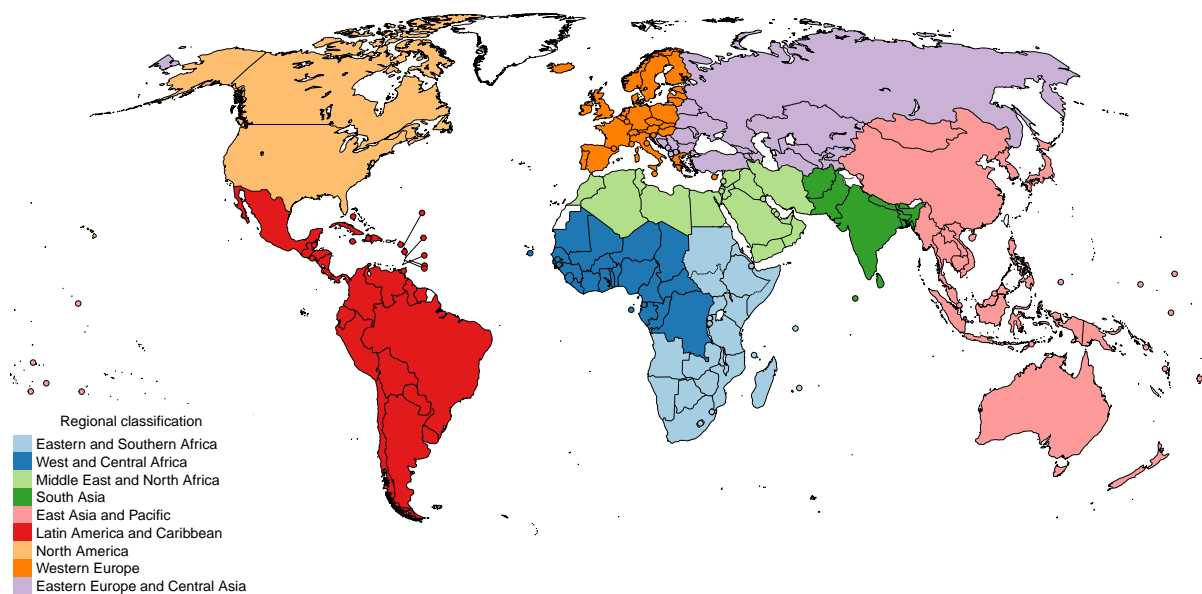 Regional classification
Eastern and Southern Africa
West and Central Africa
Middle East and North Africa
South Asia
East Asia and Pacific
Latin America and Caribbean
North America
Western Europe
Eastern Europe and Central Asia